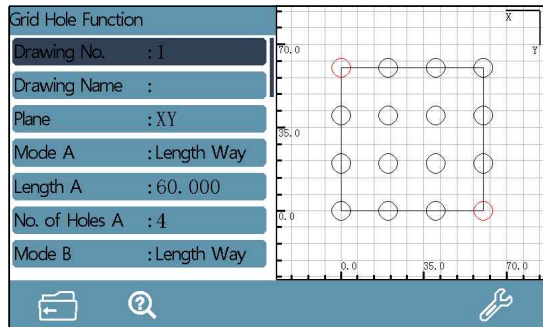 Grid Hole Function
Drawing No. :1
Drawing Name :
Plane :XY
Mode A :Length Way
Length A :60.000
No. of Holes A :4
Mode B :Length Way
X
Y
70.0
35.0
0.0
0.0 35.0 70.0